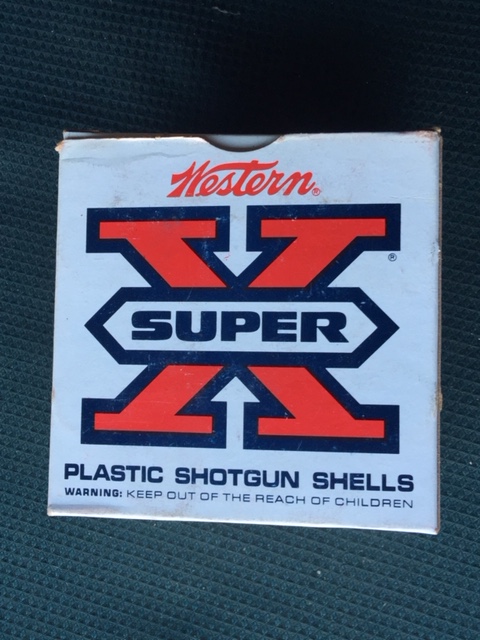 Western®
X®
SUPER
PLASTIC SHOTGUN SHELLS
WARNING: KEEP OUT OF THE REACH OF CHILDREN